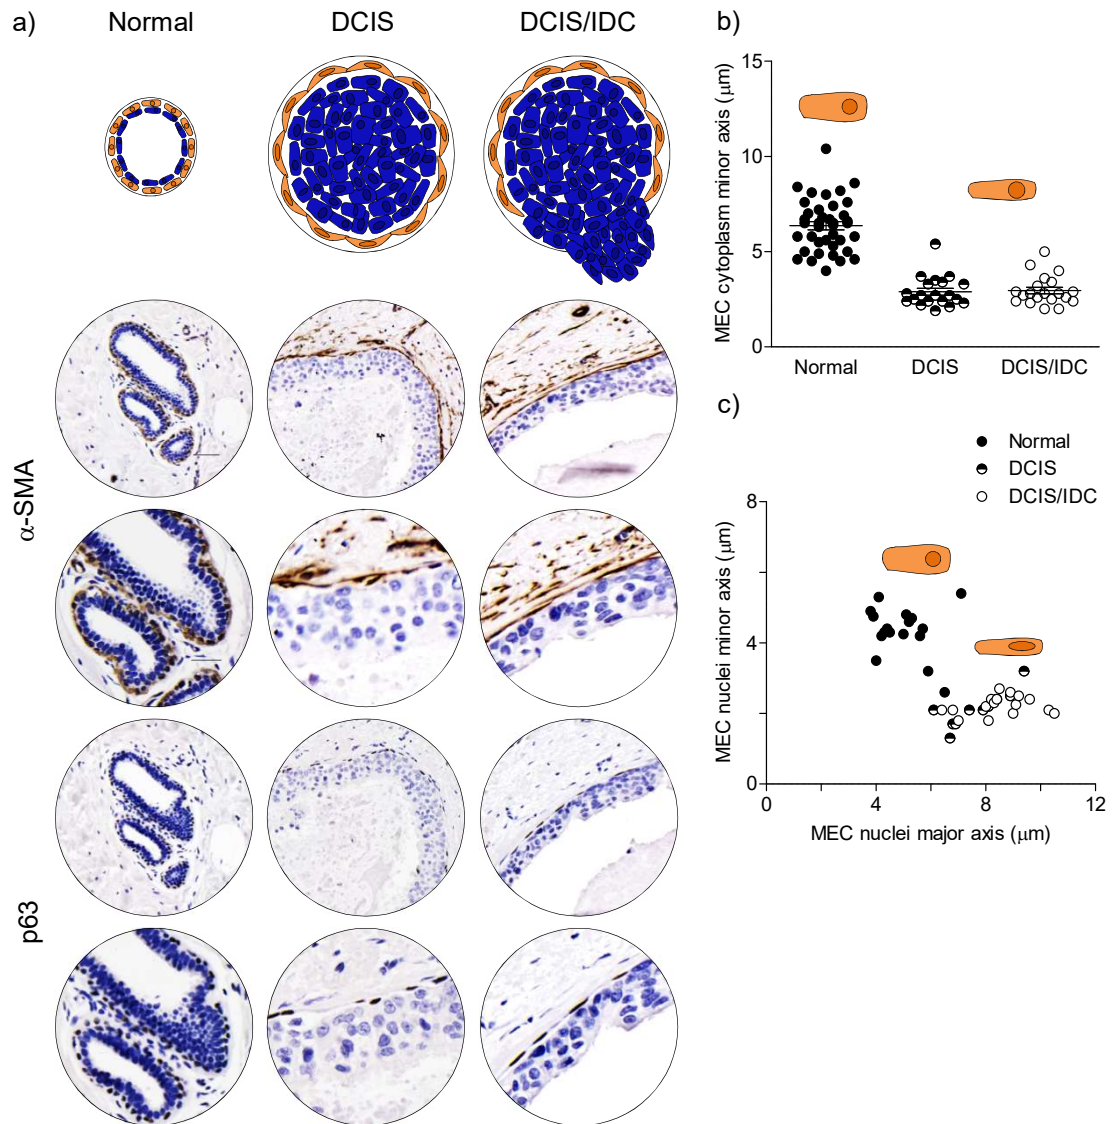 a)
Normal
DCIS
DCIS/IDC
α-SMA
p63
b)
MEC cytoplasm minor axis (μm)
15
10
5
0
Normal
DCIS
DCIS/IDC
c)
Normal
DCIS
DCIS/IDC
MEC nuclei minor axis (μm)
8
4
0
0
4
8
12
MEC nuclei major axis (μm)